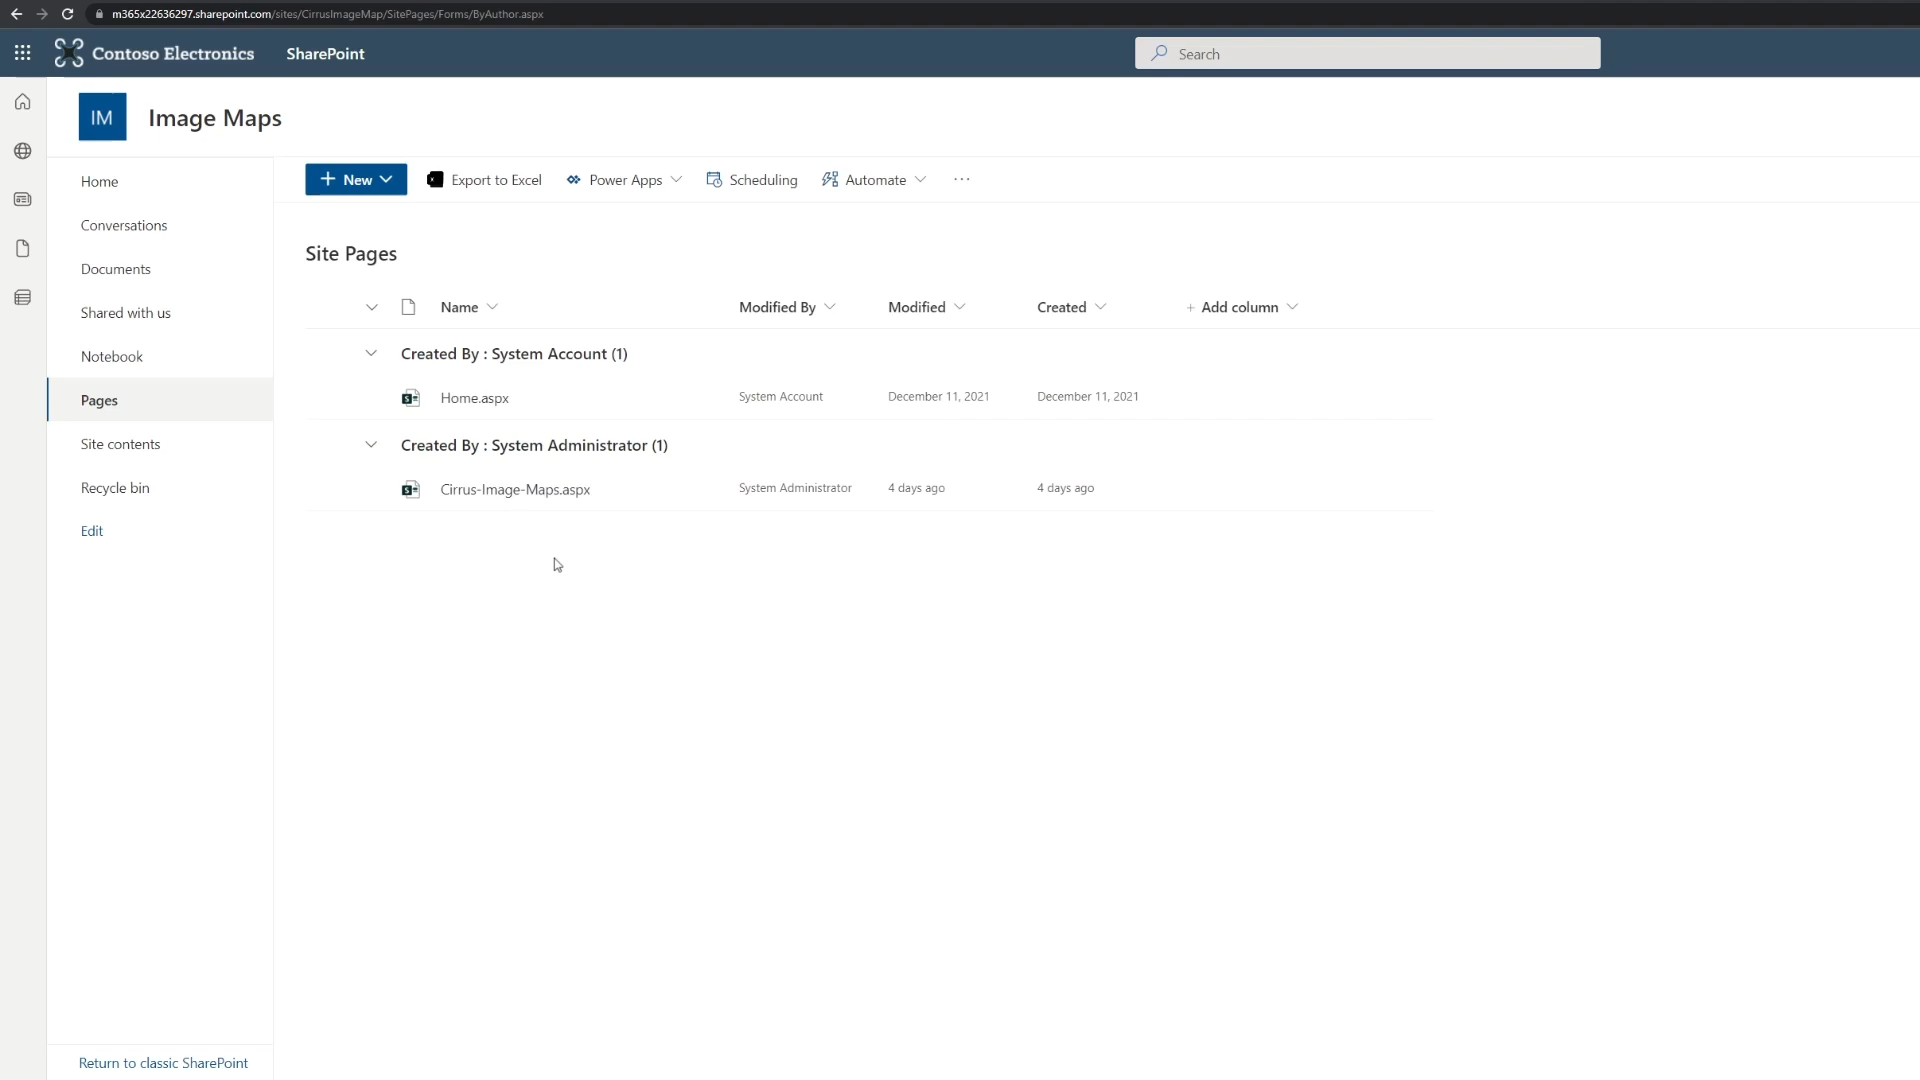 m365x22636297.sharepoint.com/sites/CirrusImageMap/SitePages/Forms/ByAuthor.aspx
Contoso Electronics SharePoint Search
IM Image Maps
Home
Conversations
Documents
Shared with us
Notebook
Pages
Site contents
Recycle bin
Edit
Return to classic SharePoint
+ New Export to Excel Power Apps Scheduling Automate ...
Site Pages
Name Modified By Modified Created + Add column
Created By : System Account (1)
Home.aspx System Account December 11, 2021 December 11, 2021
Created By : System Administrator (1)
Cirrus-Image-Maps.aspx System Administrator 4 days ago 4 days ago